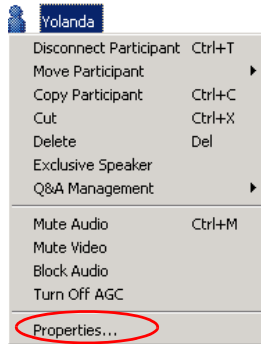 Yolanda
Disconnect Participant Ctrl+T
Move Participant
Copy Participant Ctrl+C
Cut Ctrl+X
Delete Del
Exclusive Speaker
Q&A Management
Mute Audio Ctrl+M
Mute Video
Block Audio
Turn Off AGC
Properties...